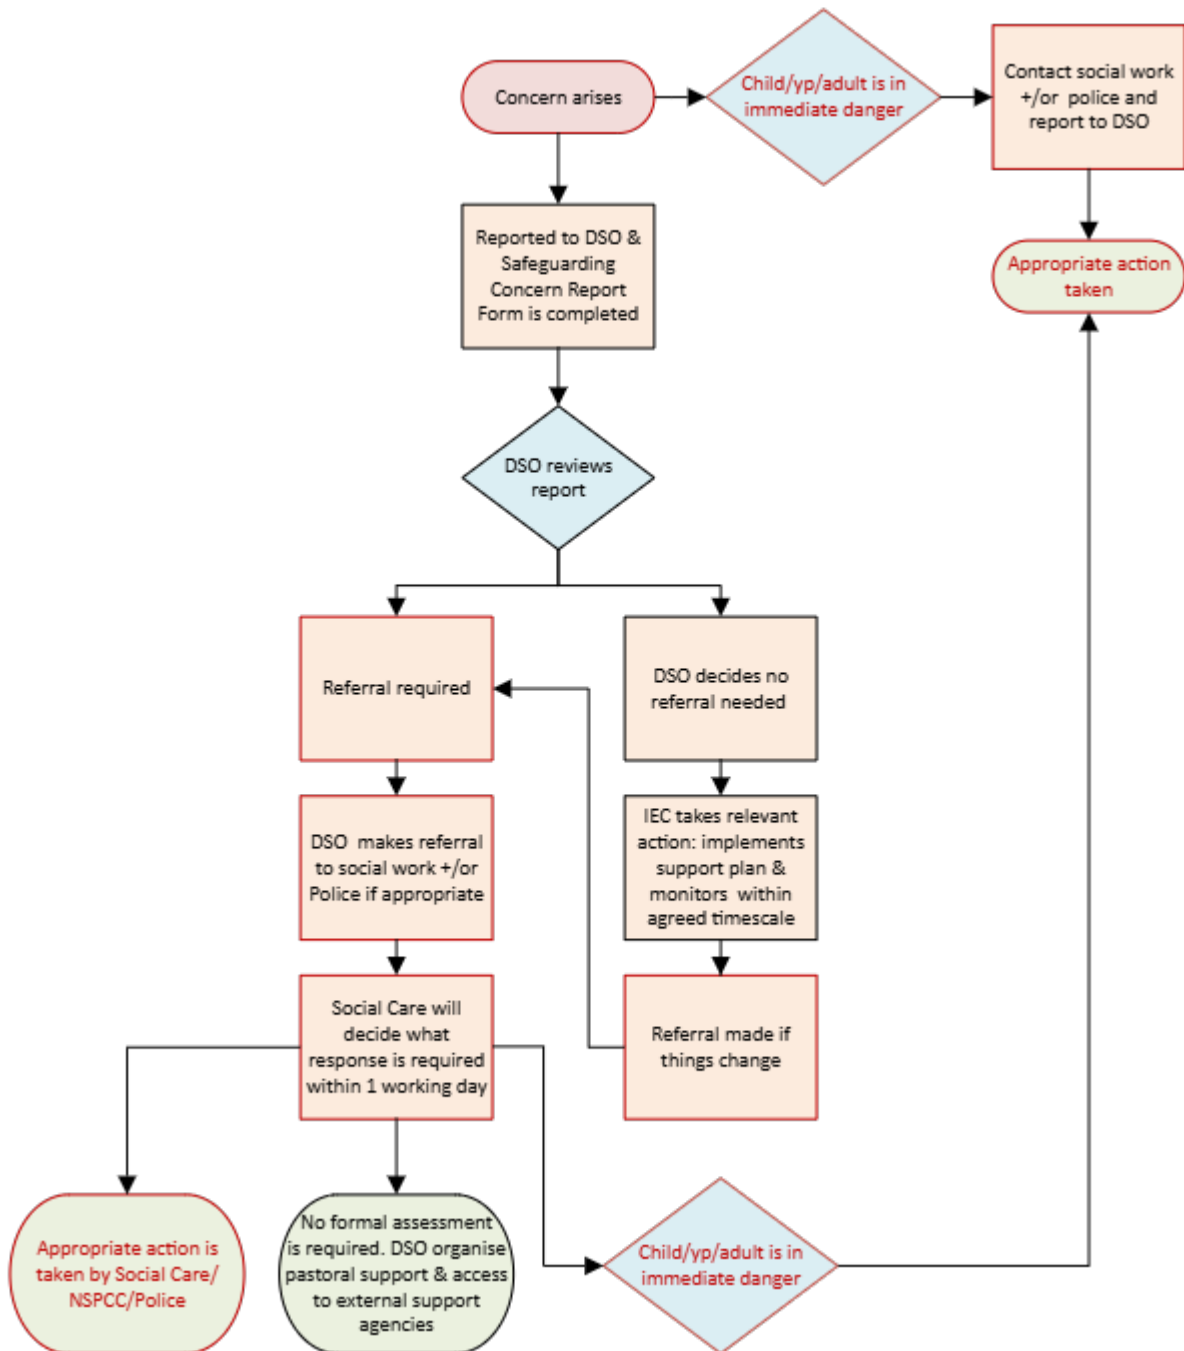 Concern arises
Child/yp/adult is in
immediate danger
Contact social work
+/or police and
report to DSO
Appropriate action
taken
Reported to DSO &
Safeguarding
Concern Report
Form is completed
DSO reviews
report
Referral required
DSO decides no
referral needed
DSO makes referral
to social work +/or
Police if appropriate
IEC takes relevant
action: implements
support plan &
monitors within
agreed timescale
Social Care will
decide what
response is required
within 1 working day
Referral made if
things change
Appropriate action is
taken by Social Care/
NSPCC/Police
No formal assessment
is required. DSO organise
pastoral support & access
to external support
agencies
Child/yp/adult is in
immediate danger